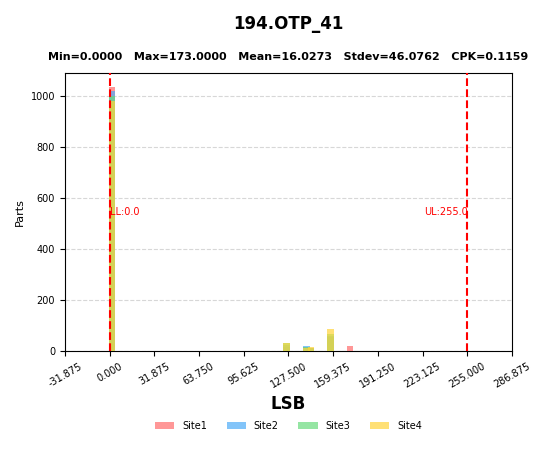 194.OTP_41
Min=0.0000 Max=173.0000 Mean=16.0273 Stdev=46.0762 CPK=0.1159
1000
800
600
400
200
0
Parts
LL:0.0
UL:255.0
-31.875 0.000 31.875 63.750 95.625 127.500 159.375 191.250 223.125 255.000 286.875
LSB
Site1 Site2 Site3 Site4